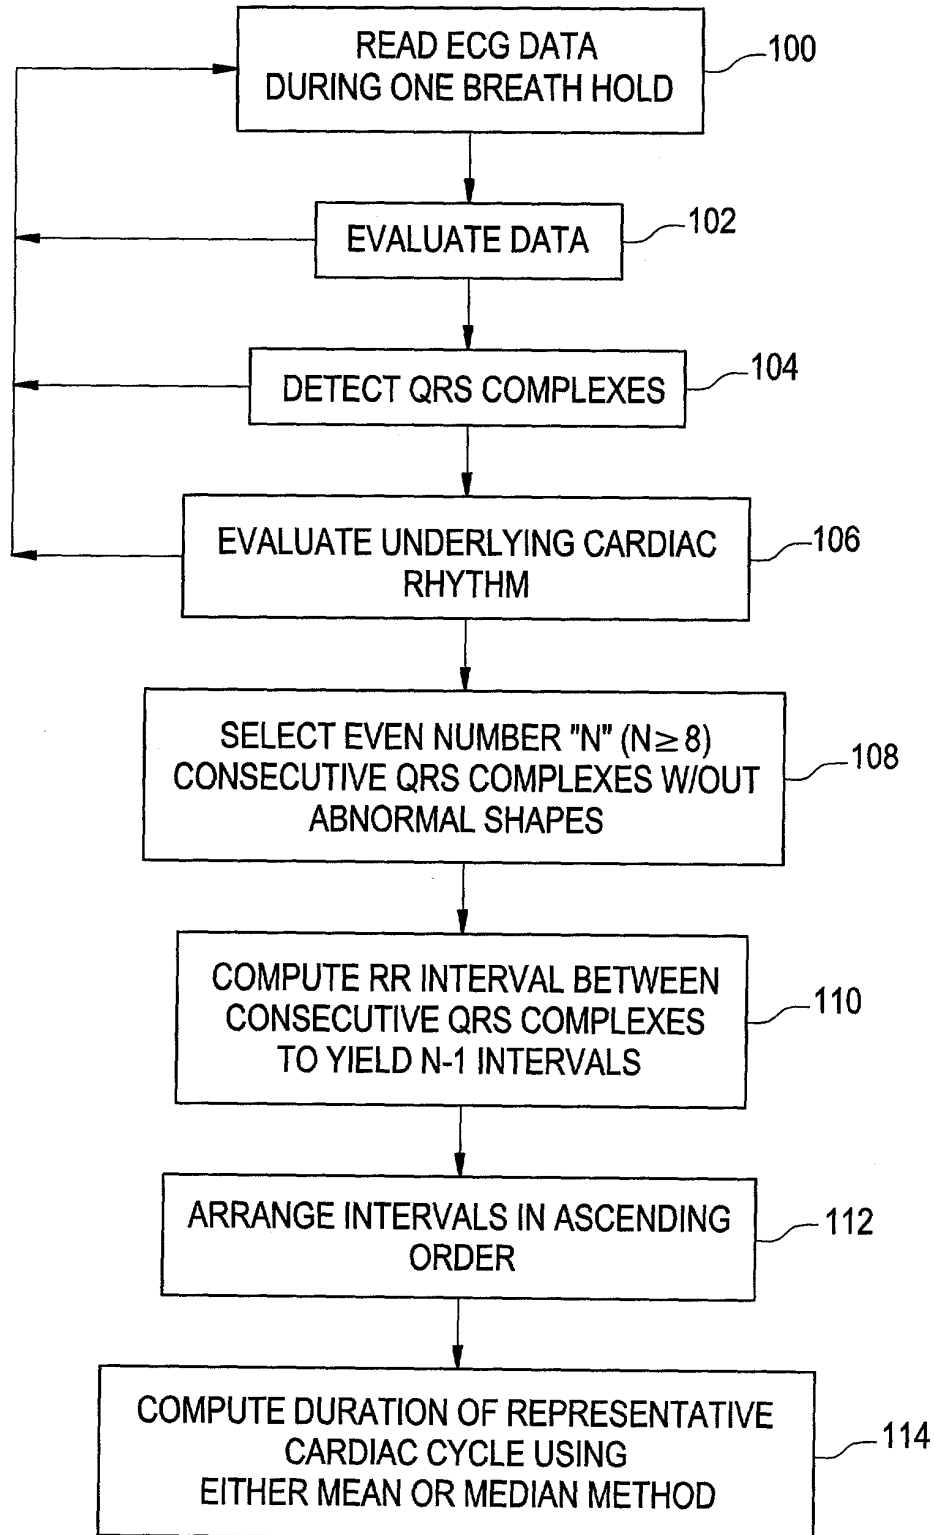 READ ECG DATA
DURING ONE BREATH HOLD
100
EVALUATE DATA
102
DETECT QRS COMPLEXES
104
EVALUATE UNDERLYING CARDIAC
RHYTHM
106
SELECT EVEN NUMBER "N" (N≥8)
CONSECUTIVE QRS COMPLEXES W/OUT
ABNORMAL SHAPES
108
COMPUTE RR INTERVAL BETWEEN
CONSECUTIVE QRS COMPLEXES
TO YIELD N-1 INTERVALS
110
ARRANGE INTERVALS IN ASCENDING
ORDER
112
COMPUTE DURATION OF REPRESENTATIVE
CARDIAC CYCLE USING
EITHER MEAN OR MEDIAN METHOD
114